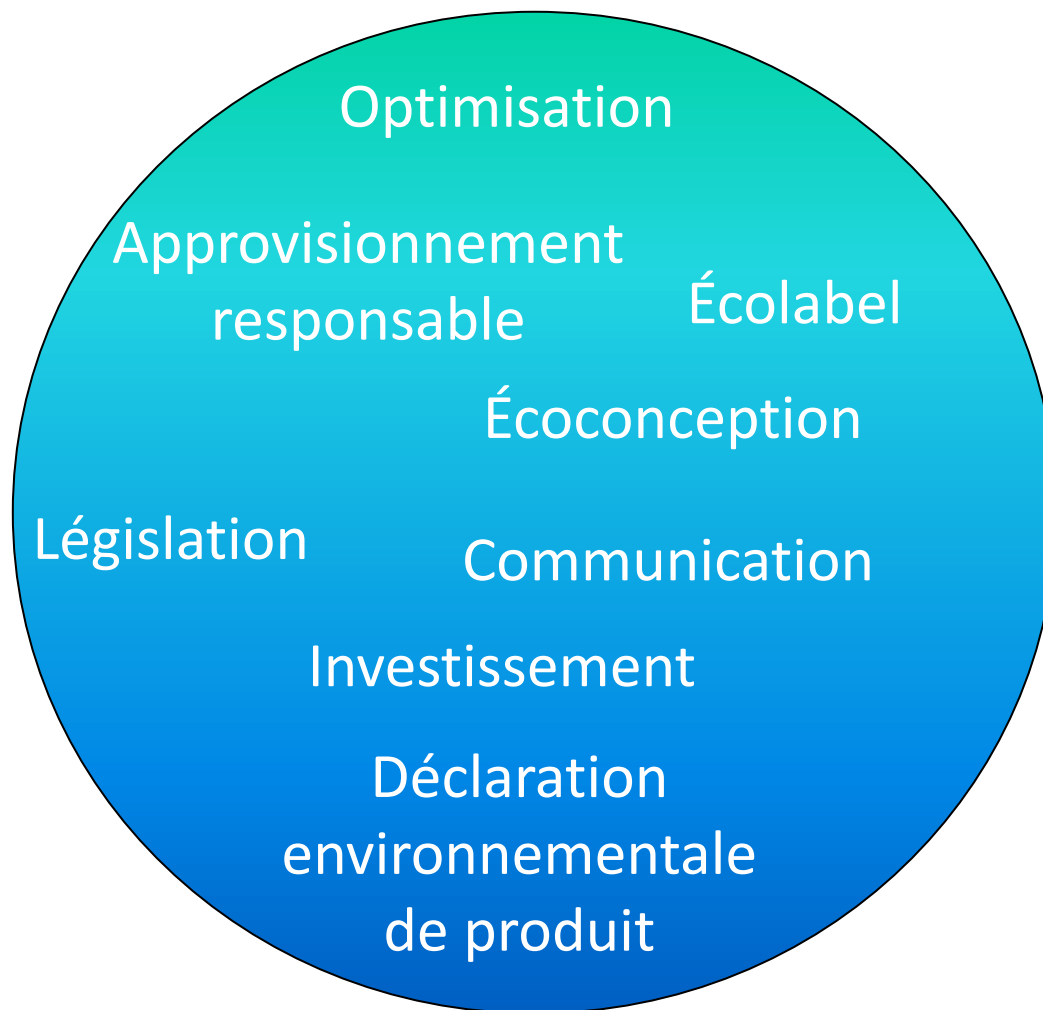 Optimisation
Approvisionnement
responsable
Écolabel
Écoconception
Législation
Communication
Investissement
Déclaration
environnementale
de produit